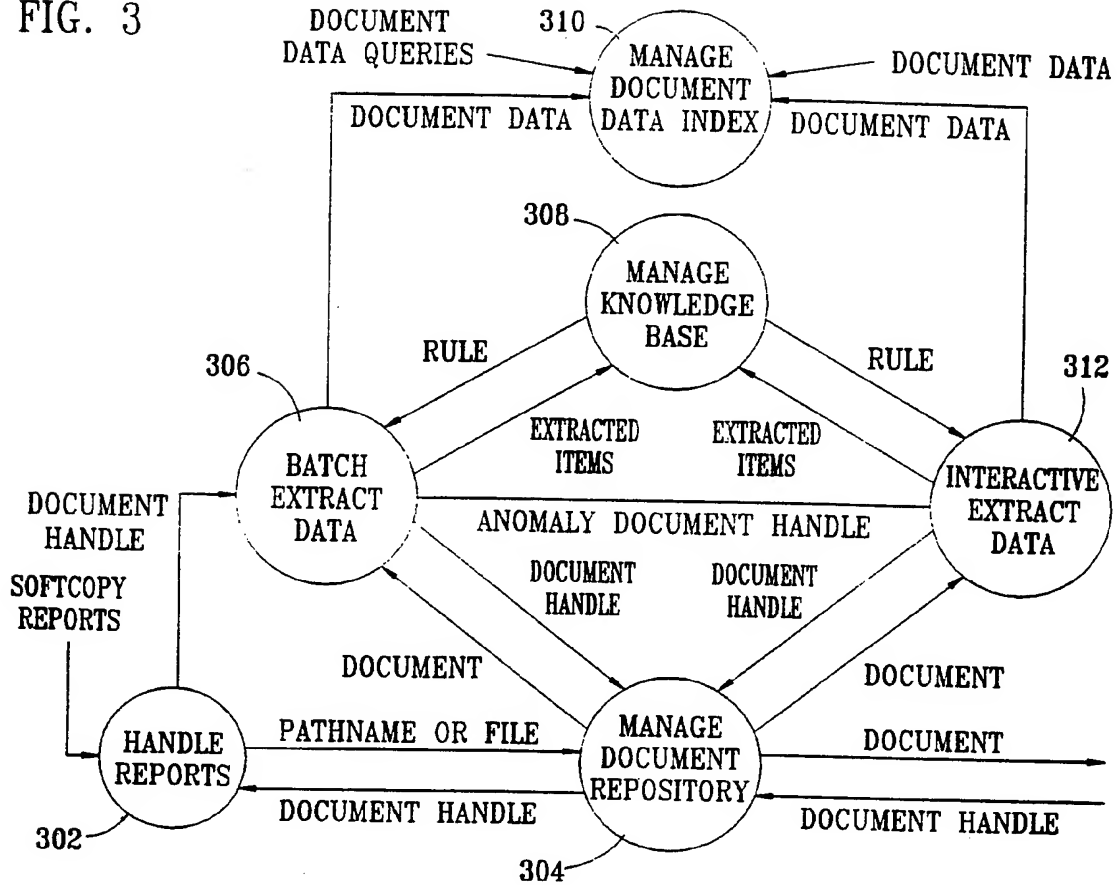 FIG. 3
DOCUMENT
DATA QUERIES
310
MANAGE
DOCUMENT
DATA INDEX
DOCUMENT DATA
DOCUMENT DATA
DOCUMENT DATA
308
MANAGE
KNOWLEDGE
BASE
RULE
RULE
306
312
EXTRACTED
ITEMS
EXTRACTED
ITEMS
BATCH
EXTRACT
DATA
INTERACTIVE
EXTRACT
DATA
DOCUMENT
HANDLE
ANOMALY DOCUMENT HANDLE
SOFTCOPY
REPORTS
DOCUMENT
HANDLE
DOCUMENT
HANDLE
DOCUMENT
DOCUMENT
HANDLE
REPORTS
PATHNAME OR FILE
MANAGE
DOCUMENT
REPOSITORY
DOCUMENT
DOCUMENT HANDLE
DOCUMENT HANDLE
302
304